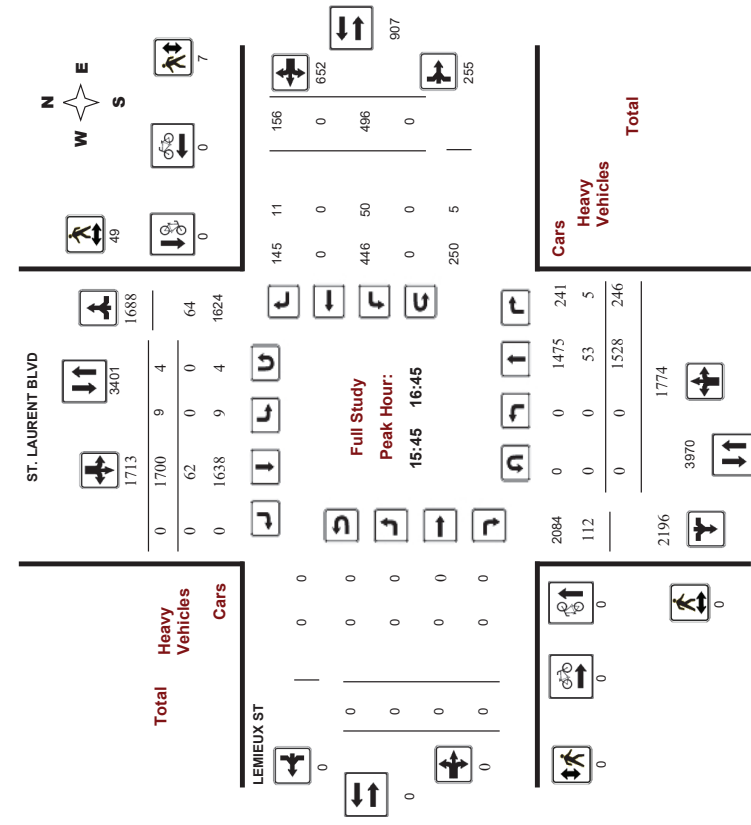 N
W E
S
ST. LAURENT BLVD
49
0
0
7
1713
3401
1688
0 1700 9 4
62 0 0 64
0 1638 9 4 1624
0
Total
Heavy
Vehicles
Cars
907
652
255
145 11 156
0 0 0
446 50 496
0 0 0
250 5
Full Study
Peak Hour:
15:45 16:45
LEMIEUX ST
0
0
0
0 0
0 0 0
0 0 0
0 0 0
0 0 0
Cars
Heavy
Vehicles
Total
2084 0 0 1475 241
112 0 0 53 5
0 0 1528 246
2196
3970
1774
0
0
0
0